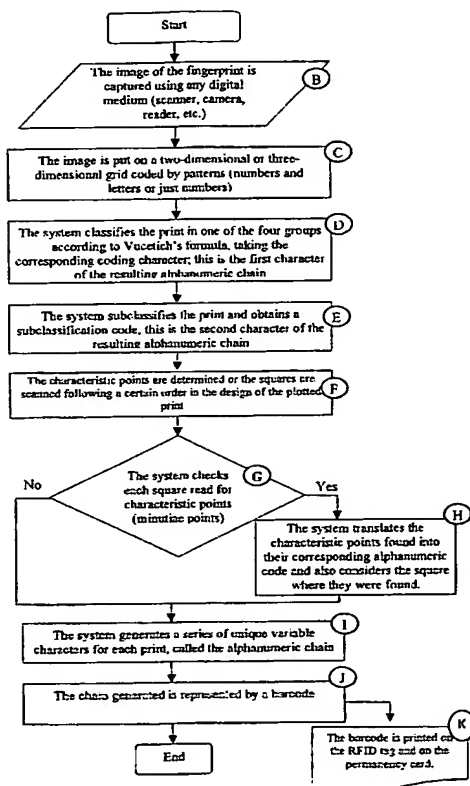 Start
B
The image of the fingerprint is
captured using any digital
medium (scanner, camera,
reader, etc.)
C
The image is put on a two-dimensional or three-
dimensional grid coded by patterns (numbers and
letters or just numbers)
D
The system classifies the print in one of the four groups
according to Vucetich's formula, taking the
corresponding coding character; this is the first character
of the resulting alphanumeric chain
E
The system subclassifies the print and obtains a
subclassification code, this is the second character of the
resulting alphanumeric chain
F
The characteristic points are determined or the squares are
scanned following a certain order in the design of the plotted
print
No
G
Yes
The system checks
each square read for
characteristic points
(minutiae points)
H
The system translates the
characteristic points found into
their corresponding alphanumeric
code and also considers the square
where they were found.
I
The system generates a series of unique variable
characters for each print, called the alphanumeric chain
J
The chain generated is represented by a barcode
K
The barcode is printed on
the RFID tag and on the
permanency card.
End